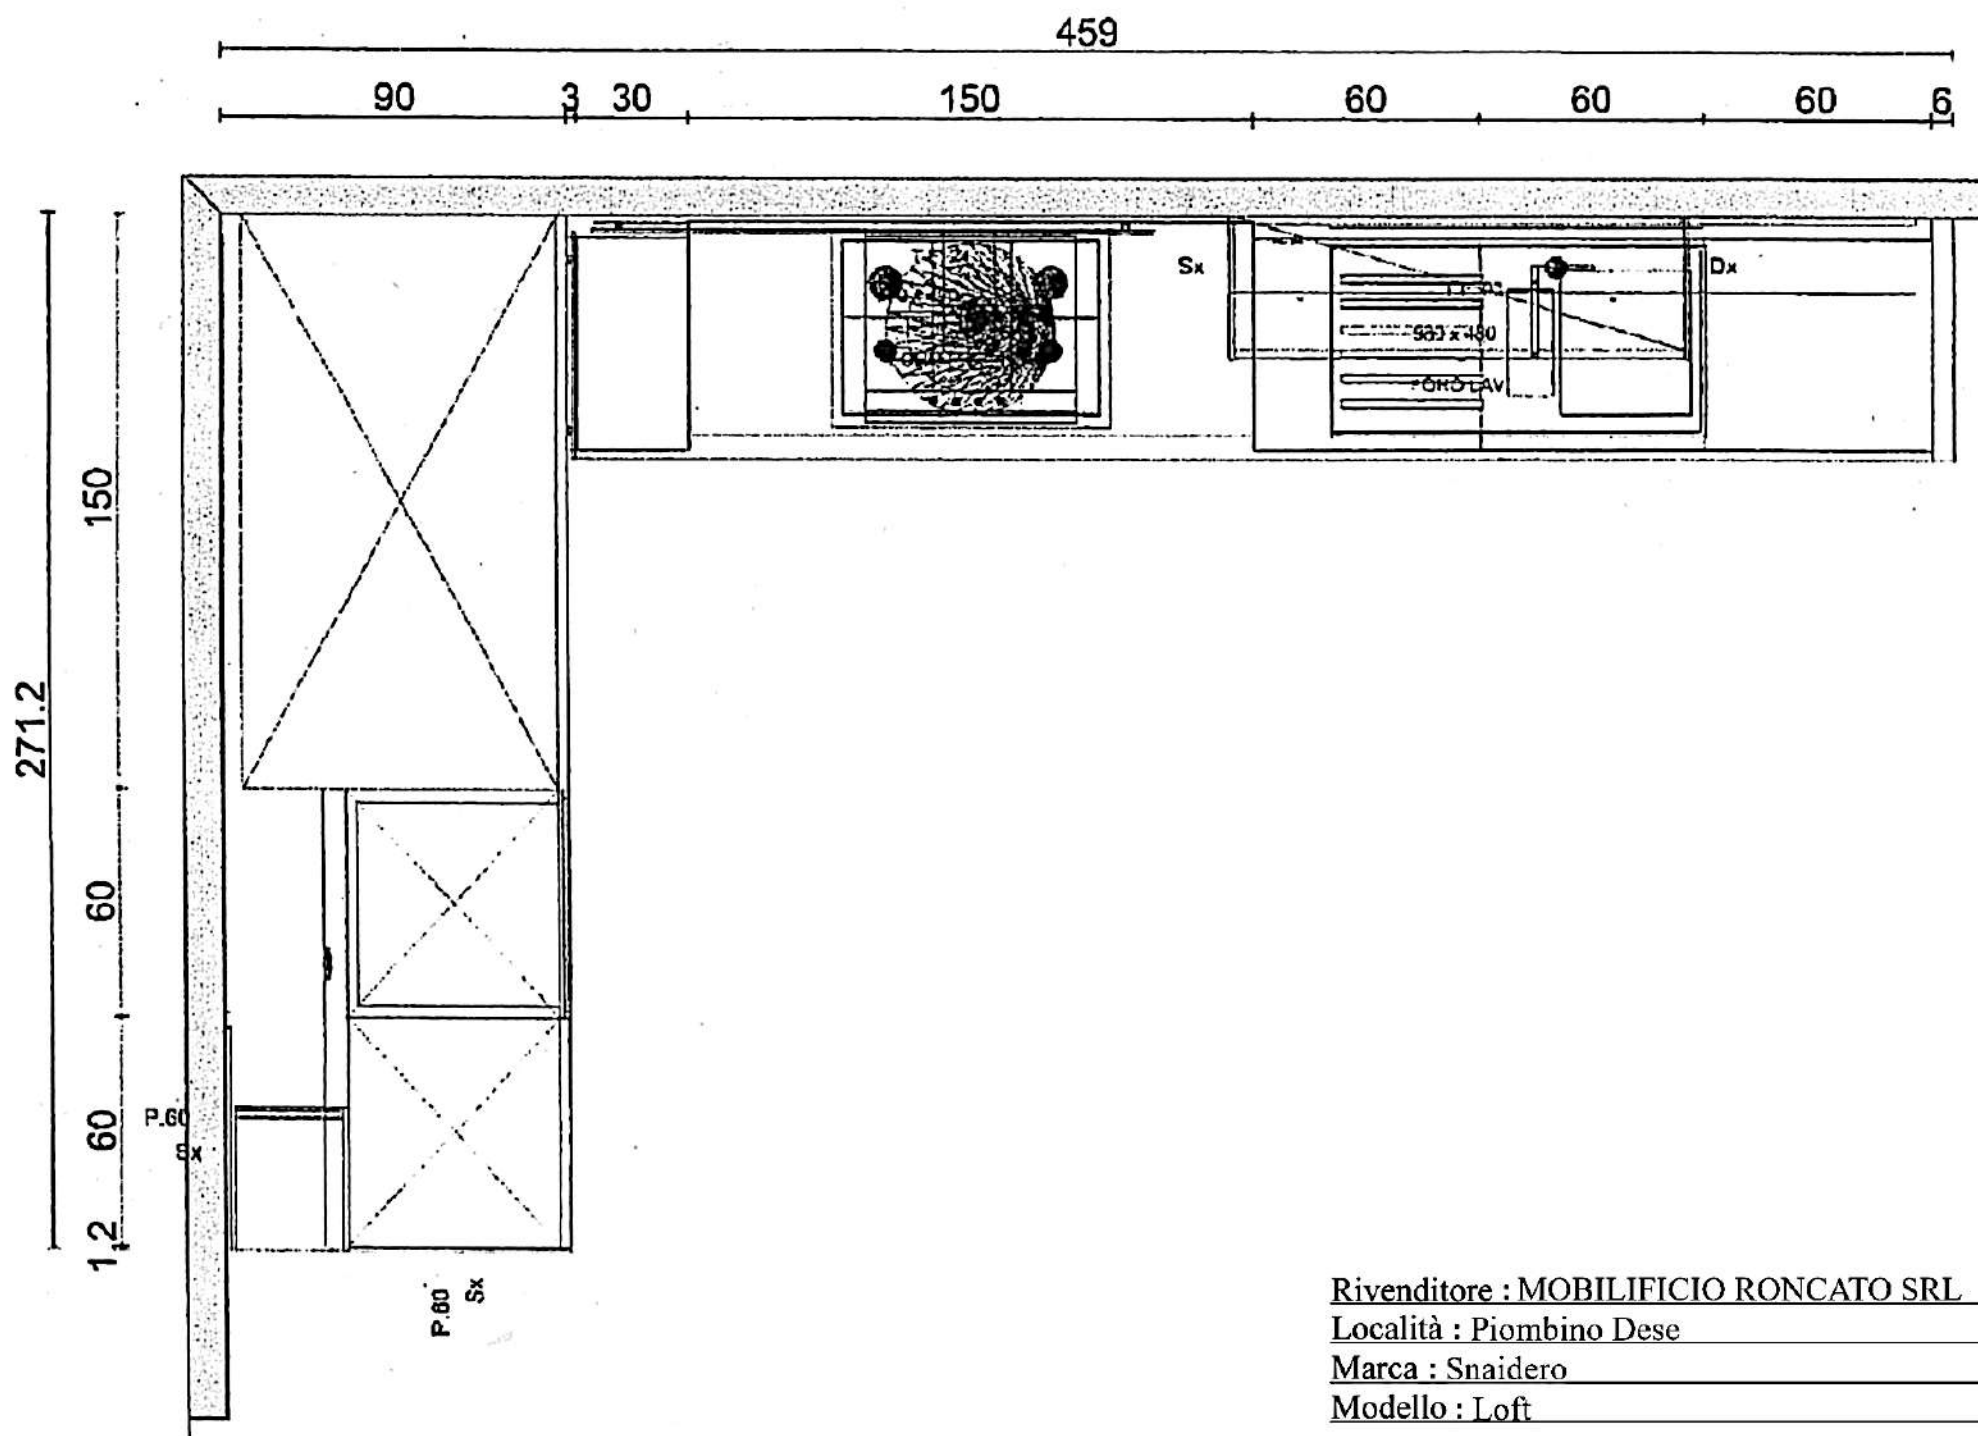 459
90 3 30 150 60 60 60 6
Sx
Dx
150
271.2
60
60
1,2
P.60
Sx
P.60
Sx
Rivenditore : MOBILIFICIO RONCATO SRL
Località : Piombino Dese
Marca : Snaidero
Modello : Loft